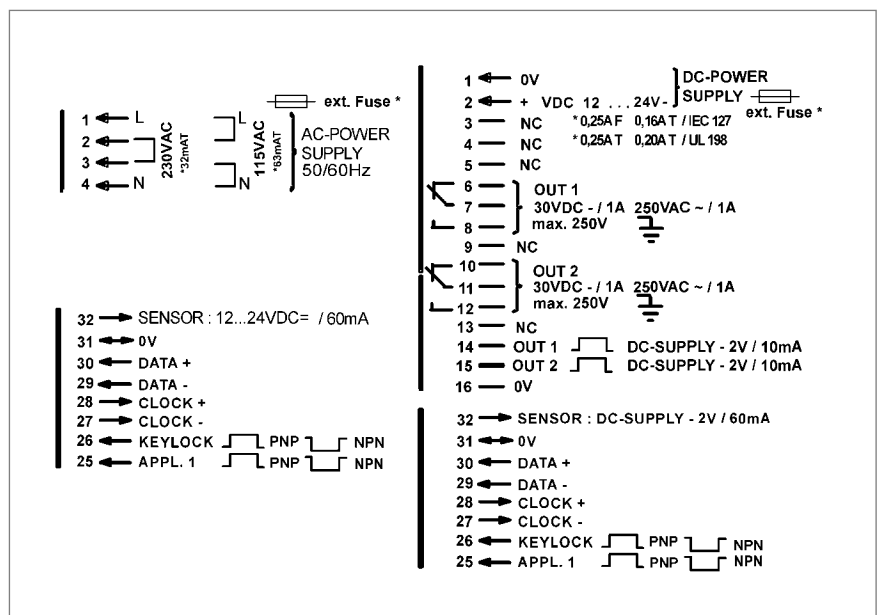 ext. Fuse *
1 L L
2
3
4 N N
230VAC
*32mAT
115VAC
*63mAT
AC-POWER
SUPPLY
50/60Hz
32 SENSOR : 12...24VDC= / 60mA
31 0V
30 DATA +
29 DATA -
28 CLOCK +
27 CLOCK -
26 KEYLOCK PNP NPN
25 APPL. 1 PNP NPN
1 0V
2 + VDC 12 ... 24V-
DC-POWER
SUPPLY
ext. Fuse *
3 NC *0,25A F 0,16A T / IEC 127
4 NC *0,25A T 0,20A T / UL 198
5 NC
6 OUT 1
7 30VDC - / 1A 250VAC ~ / 1A
8 max. 250V
9 NC
10 OUT 2
11 30VDC - / 1A 250VAC ~ / 1A
12 max. 250V
13 NC
14 OUT 1 DC-SUPPLY - 2V / 10mA
15 OUT 2 DC-SUPPLY - 2V / 10mA
16 0V
32 SENSOR : DC-SUPPLY - 2V / 60mA
31 0V
30 DATA +
29 DATA -
28 CLOCK +
27 CLOCK -
26 KEYLOCK PNP NPN
25 APPL. 1 PNP NPN